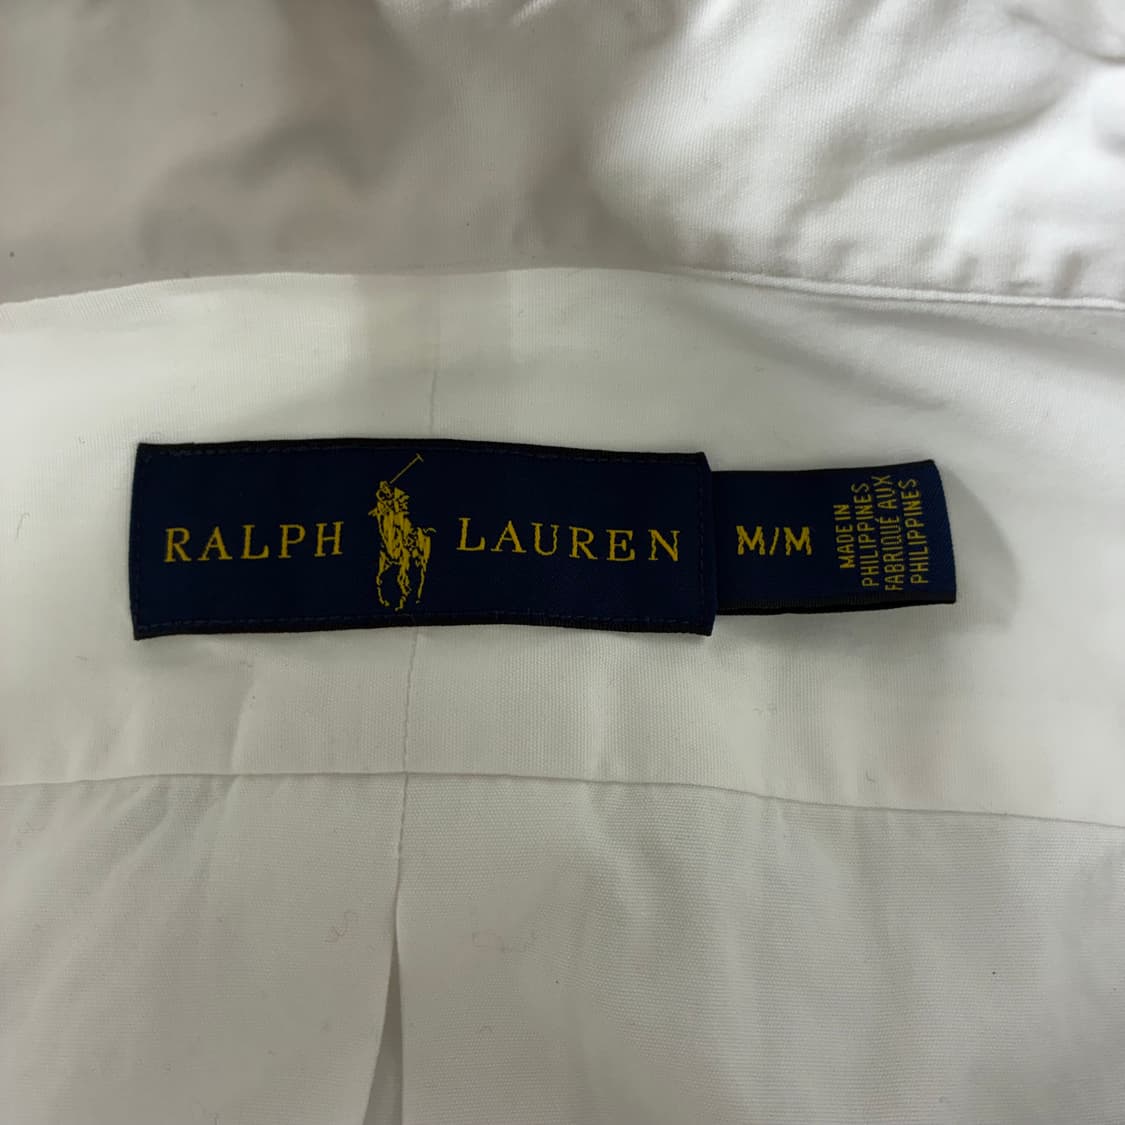 RALPH LAUREN
M/M
MADE IN
PHILIPPINES
FABRIQUÉ AUX
PHILIPPINES